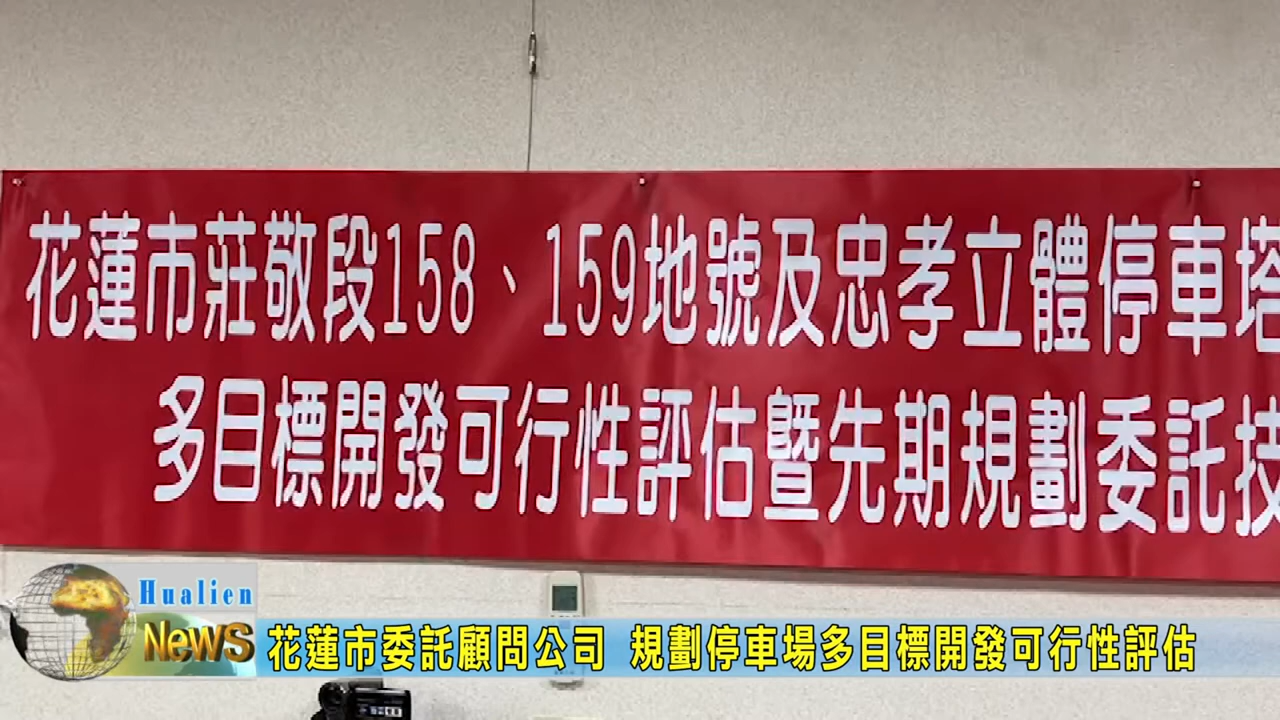 花蓮市莊敬段158、159地號及忠孝立體停車塔
多目標開發可行性評估暨先期規劃委託技
Hualien
News
花蓮市委託顧問公司 規劃停車場多目標開發可行性評估